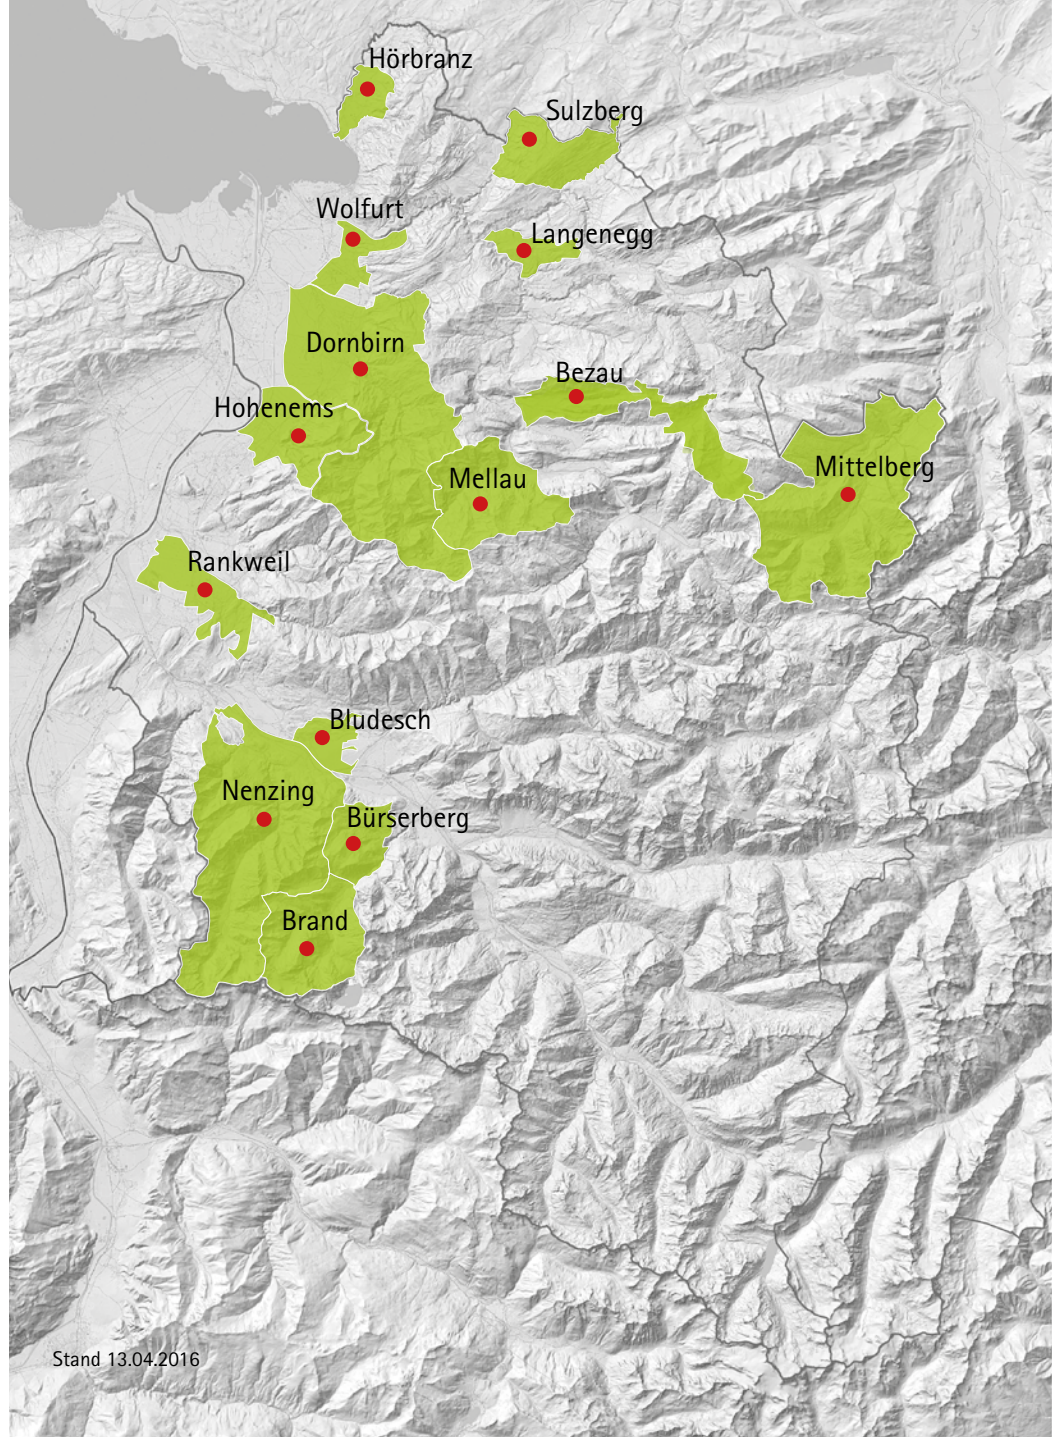 Hörbranz
Sulzberg
Wolfurt
Langenegg
Dornbirn
Bezau
Hohenems
Mittelberg
Mellau
Rankweil
Bludesch
Nenzing
Bürserberg
Brand
Stand 13.04.2016